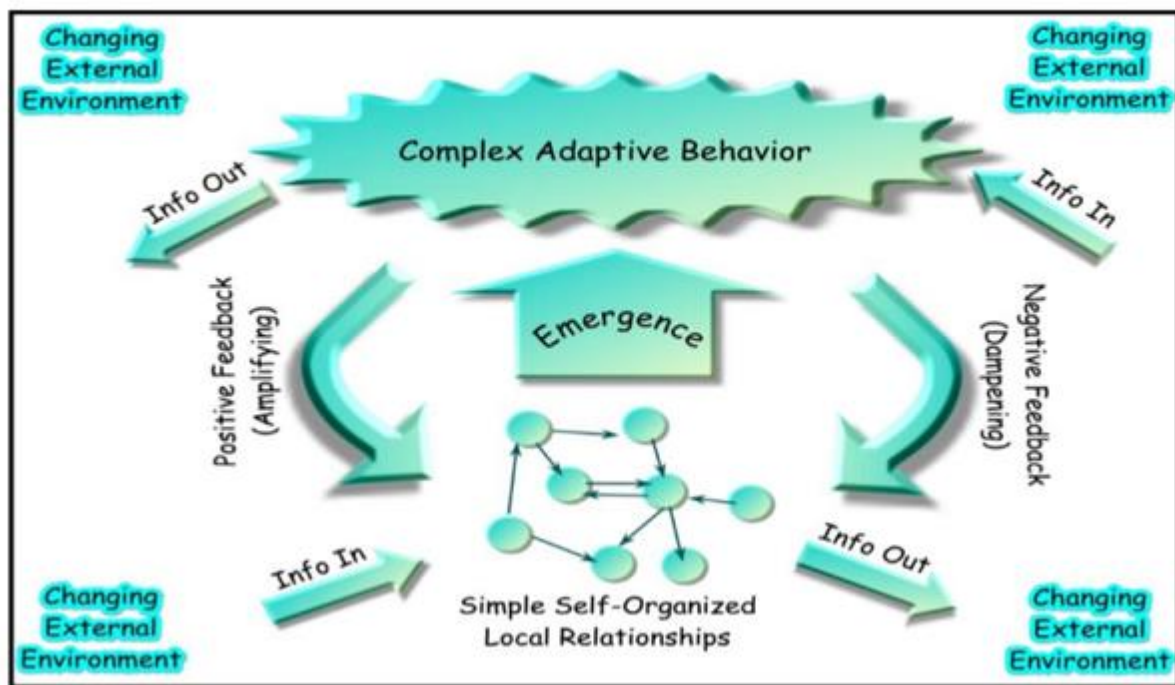 Changing
External
Environment
Changing
External
Environment
Complex Adaptive Behavior
Info Out
Info In
Positive Feedback
(Amplifying)
Emergence
Negative Feedback
(Dampening)
Info In
Info Out
Simple Self-Organized
Local Relationships
Changing
External
Environment
Changing
External
Environment